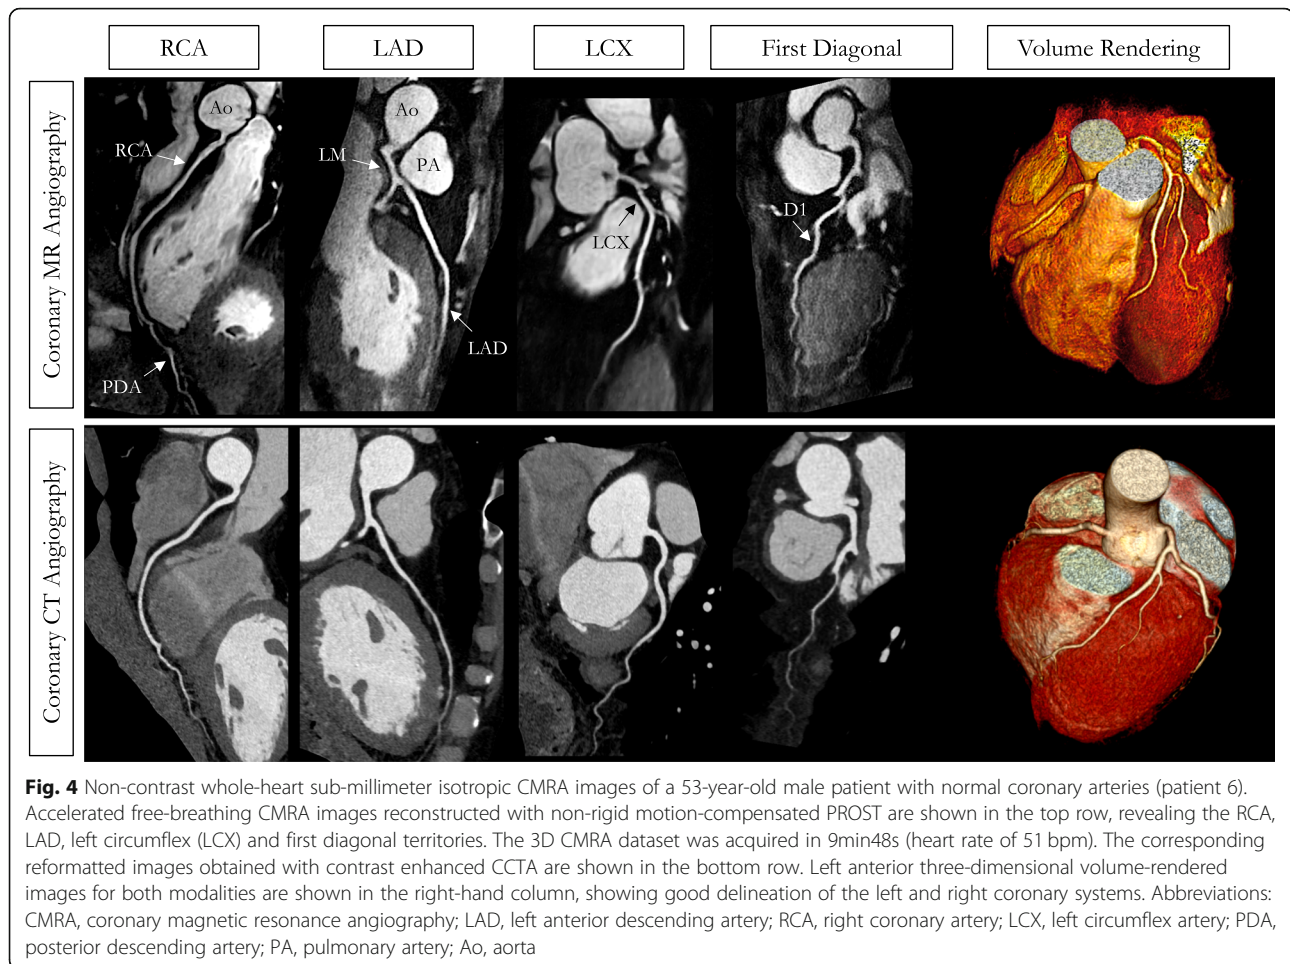 RCA
LAD
LCX
First Diagonal
Volume Rendering
Coronary MR Angiography
Ao
RCA
PDA
Ao
LM
PA
LAD
LCX
D1
Coronary CT Angiography
Fig. 4 Non-contrast whole-heart sub-millimeter isotropic CMRA images of a 53-year-old male patient with normal coronary arteries (patient 6).
Accelerated free-breathing CMRA images reconstructed with non-rigid motion-compensated PROST are shown in the top row, revealing the RCA,
LAD, left circumflex (LCX) and first diagonal territories. The 3D CMRA dataset was acquired in 9min48s (heart rate of 51 bpm). The corresponding
reformatted images obtained with contrast enhanced CCTA are shown in the bottom row. Left anterior three-dimensional volume-rendered
images for both modalities are shown in the right-hand column, showing good delineation of the left and right coronary systems. Abbreviations:
CMRA, coronary magnetic resonance angiography; LAD, left anterior descending artery; RCA, right coronary artery; LCX, left circumflex artery; PDA,
posterior descending artery; PA, pulmonary artery; Ao, aorta